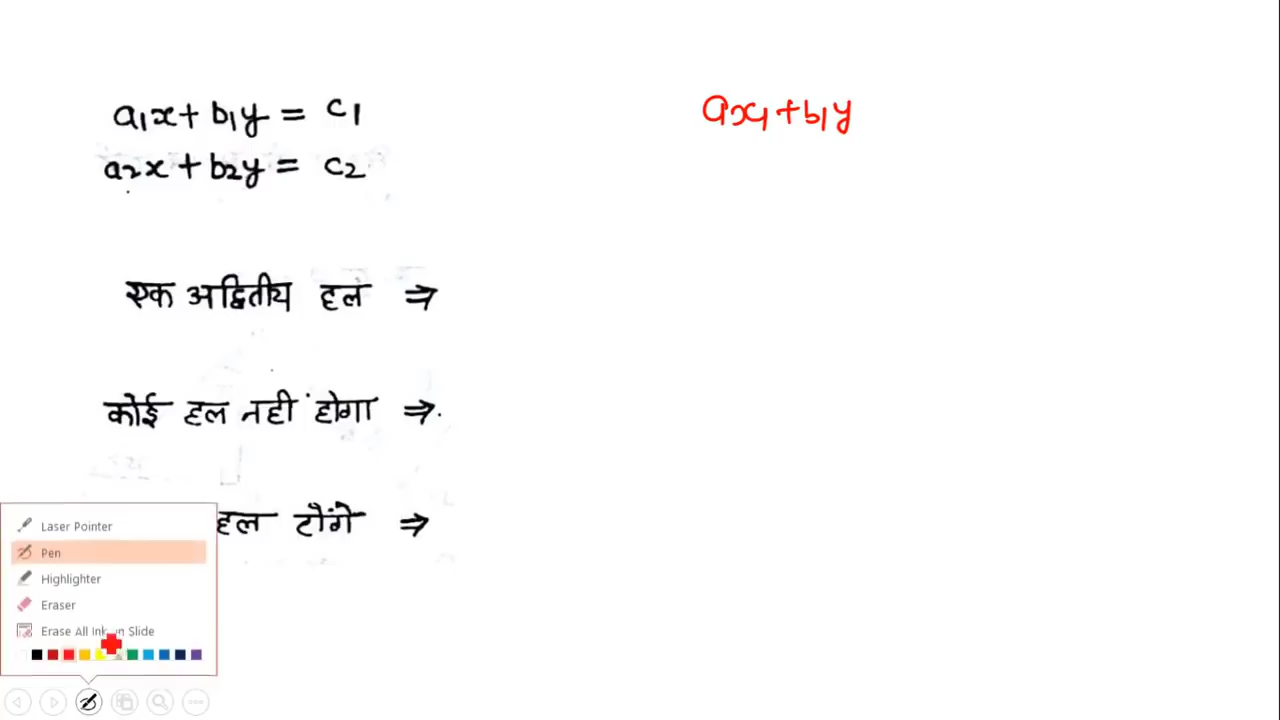 a1x + b1y = c1
ax1 + b1y
a2x + b2y = c2
एक अद्वितीय हल ⇒
कोई हल नही होगा ⇒
हल होंगे ⇒
Laser Pointer
Pen
Highlighter
Eraser
Erase All Ink on Slide